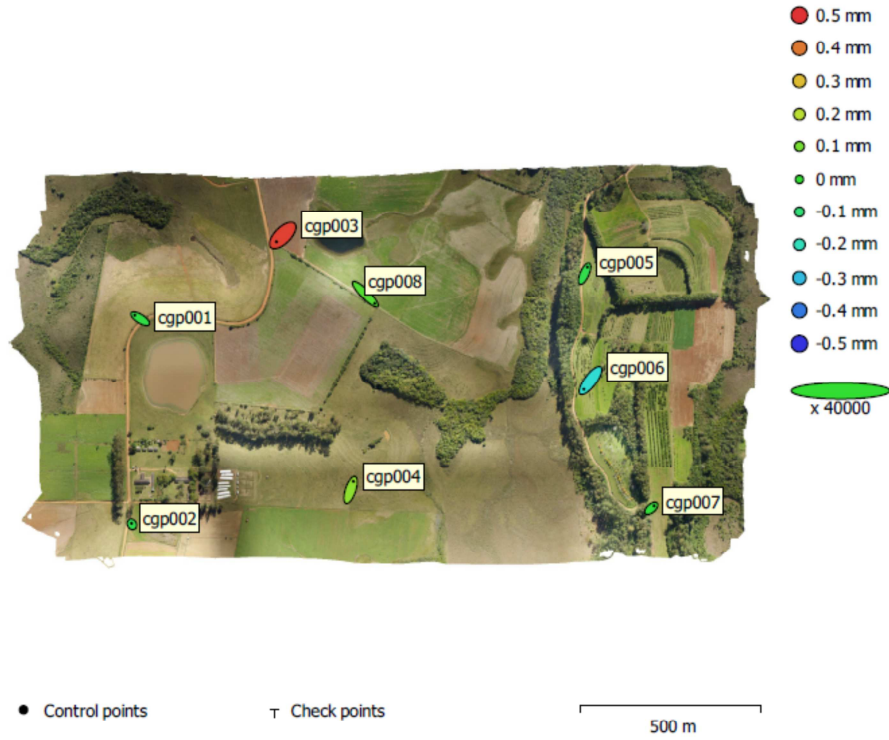 0.5 mm
0.4 mm
0.3 mm
0.2 mm
0.1 mm
0 mm
-0.1 mm
-0.2 mm
-0.3 mm
-0.4 mm
-0.5 mm
x 40000
cgp003
cgp005
cgp008
cgp001
cgp006
cgp004
cgp007
cgp002
Control points
Check points
500 m